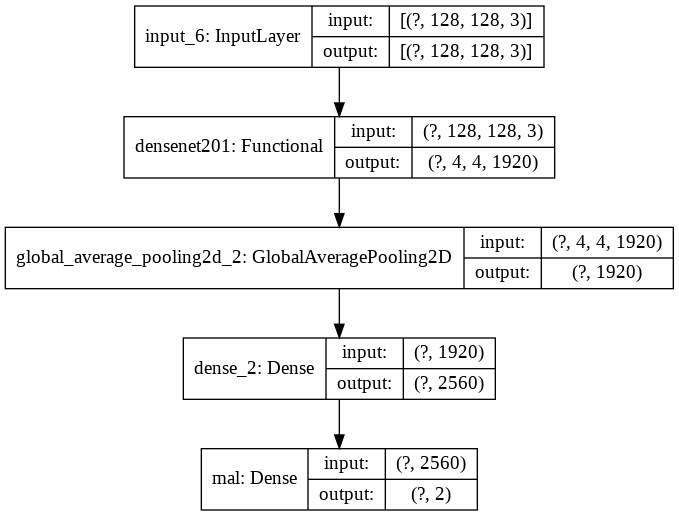 input_6: InputLayer
input: [(?, 128, 128, 3)]
output: [(?, 128, 128, 3)]
densenet201: Functional
input: (?, 128, 128, 3)
output: (?, 4, 4, 1920)
global_average_pooling2d_2: GlobalAveragePooling2D
input: (?, 4, 4, 1920)
output: (?, 1920)
dense_2: Dense
input: (?, 1920)
output: (?, 2560)
mal: Dense
input: (?, 2560)
output: (?, 2)